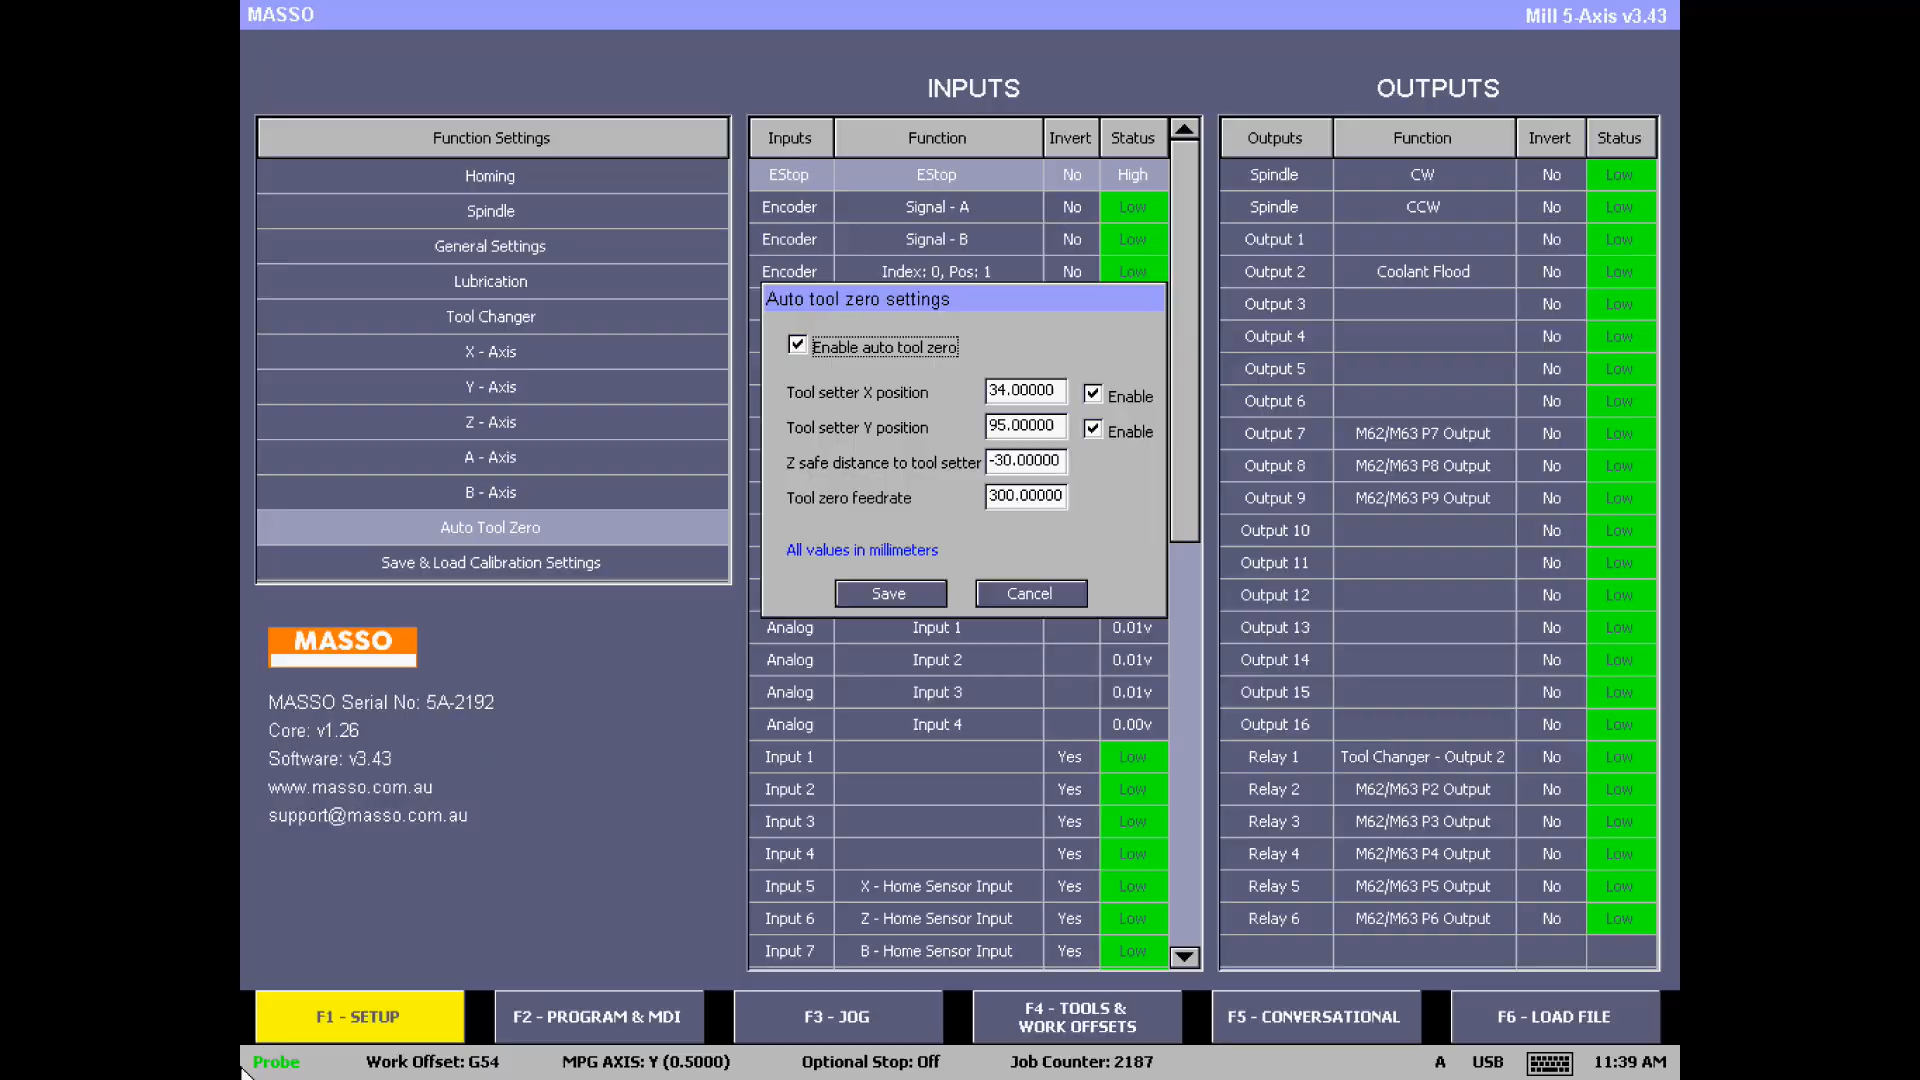 MASSO
Mill 5-Axis v3.43
INPUTS
OUTPUTS
Function Settings
Homing
Spindle
General Settings
Lubrication
Tool Changer
X - Axis
Y - Axis
Z - Axis
A - Axis
B - Axis
Auto Tool Zero
Save & Load Calibration Settings
MASSO
MASSO Serial No: 5A-2192
Core: v1.26
Software: v3.43
www.masso.com.au
support@masso.com.au
Inputs Function Invert Status
EStop EStop No High
Encoder Signal - A No Low
Encoder Signal - B No Low
Encoder Index: 0, Pos: 1 No Low
Auto tool zero settings
Enable auto tool zero
Tool setter X position 34.00000 Enable
Tool setter Y position 95.00000 Enable
Z safe distance to tool setter -30.00000
Tool zero feedrate 300.00000
All values in millimeters
Save Cancel
Analog Input 1 0.01v
Analog Input 2 0.01v
Analog Input 3 0.01v
Analog Input 4 0.00v
Input 1 Yes Low
Input 2 Yes Low
Input 3 Yes Low
Input 4 Yes Low
Input 5 X - Home Sensor Input Yes Low
Input 6 Z - Home Sensor Input Yes Low
Input 7 B - Home Sensor Input Yes Low
Outputs Function Invert Status
Spindle CW No Low
Spindle CCW No Low
Output 1 No Low
Output 2 Coolant Flood No Low
Output 3 No Low
Output 4 No Low
Output 5 No Low
Output 6 No Low
Output 7 M62/M63 P7 Output No Low
Output 8 M62/M63 P8 Output No Low
Output 9 M62/M63 P9 Output No Low
Output 10 No Low
Output 11 No Low
Output 12 No Low
Output 13 No Low
Output 14 No Low
Output 15 No Low
Output 16 No Low
Relay 1 Tool Changer - Output 2 No Low
Relay 2 M62/M63 P2 Output No Low
Relay 3 M62/M63 P3 Output No Low
Relay 4 M62/M63 P4 Output No Low
Relay 5 M62/M63 P5 Output No Low
Relay 6 M62/M63 P6 Output No Low
F1 - SETUP
F2 - PROGRAM & MDI
F3 - JOG
F4 - TOOLS &
WORK OFFSETS
F5 - CONVERSATIONAL
F6 - LOAD FILE
Probe Work Offset: G54 MPG AXIS: Y (0.5000) Optional Stop: Off Job Counter: 2187 A USB 11:39 AM